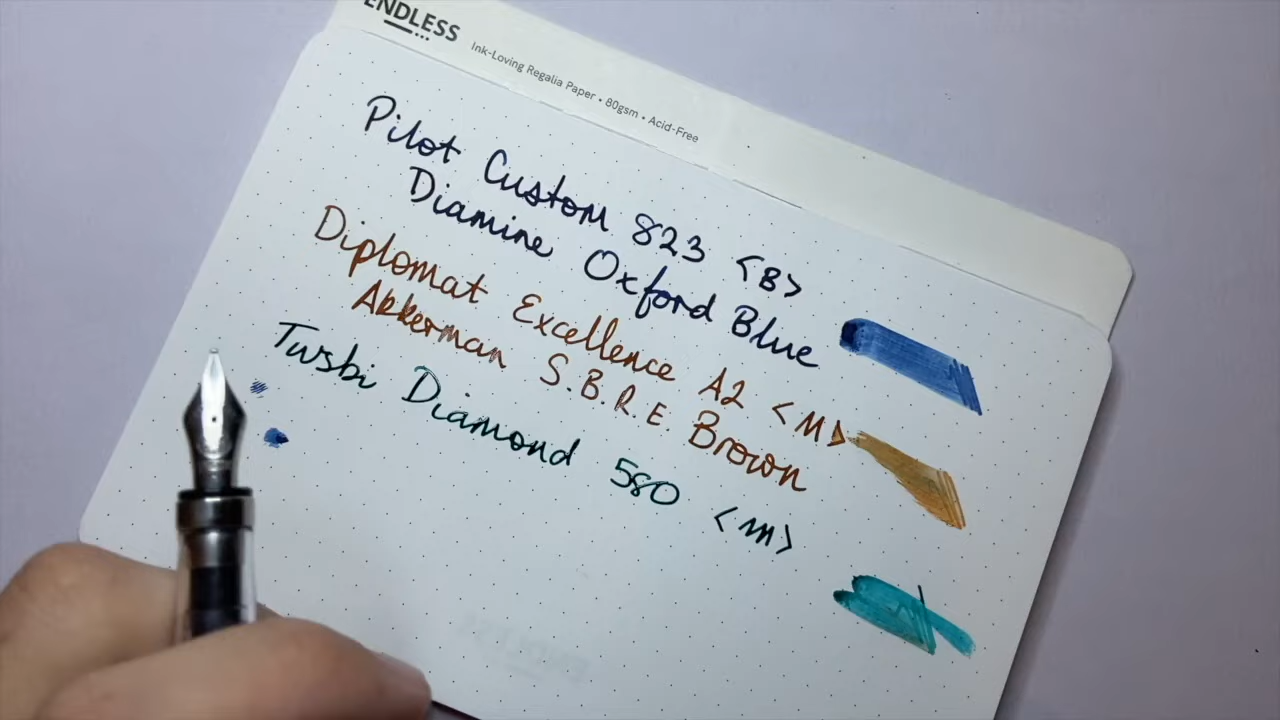 ENDLESS
Ink-Loving Regalia Paper • 80gsm • Acid-Free
Pilot Custom 823 <B>
Diamine Oxford Blue
Diplomat Excellence A2 <M>
Akkerman S.B.R.E. Brown
Twsbi Diamond 580 <M>